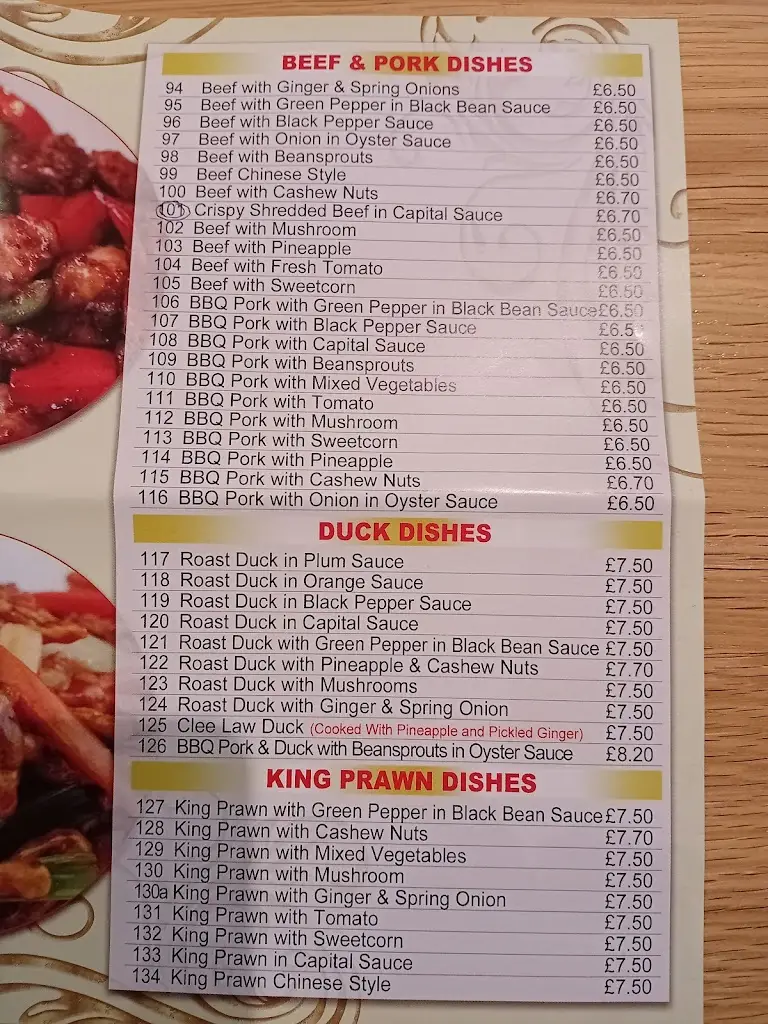 BEEF & PORK DISHES
94 Beef with Ginger & Spring Onions £6.50
95 Beef with Green Pepper in Black Bean Sauce £6.50
96 Beef with Black Pepper Sauce £6.50
97 Beef with Onion in Oyster Sauce £6.50
98 Beef with Beansprouts £6.50
99 Beef Chinese Style £6.50
100 Beef with Cashew Nuts £6.70
101 Crispy Shredded Beef in Capital Sauce £6.70
102 Beef with Mushroom £6.50
103 Beef with Pineapple £6.50
104 Beef with Fresh Tomato £6.50
105 Beef with Sweetcorn £6.50
106 BBQ Pork with Green Pepper in Black Bean Sauce £6.50
107 BBQ Pork with Black Pepper Sauce
108 BBQ Pork with Capital Sauce £6.50
109 BBQ Pork with Beansprouts £6.50
110 BBQ Pork with Mixed Vegetables £6.50
111 BBQ Pork with Tomato £6.50
112 BBQ Pork with Mushroom £6.50
113 BBQ Pork with Sweetcorn £6.50
114 BBQ Pork with Pineapple £6.50
115 BBQ Pork with Cashew Nuts £6.70
116 BBQ Pork with Onion in Oyster Sauce £6.50
DUCK DISHES
117 Roast Duck in Plum Sauce £7.50
118 Roast Duck in Orange Sauce £7.50
119 Roast Duck in Black Pepper Sauce £7.50
120 Roast Duck in Capital Sauce £7.50
121 Roast Duck with Green Pepper in Black Bean Sauce £7.50
122 Roast Duck with Pineapple & Cashew Nuts £7.70
123 Roast Duck with Mushrooms £7.50
124 Roast Duck with Ginger & Spring Onion £7.50
125 Clee Law Duck (Cooked With Pineapple and Pickled Ginger) £7.50
126 BBQ Pork & Duck with Beansprouts in Oyster Sauce £8.20
KING PRAWN DISHES
127 King Prawn with Green Pepper in Black Bean Sauce £7.50
128 King Prawn with Cashew Nuts £7.70
129 King Prawn with Mixed Vegetables £7.50
130 King Prawn with Mushroom £7.50
130a King Prawn with Ginger & Spring Onion £7.50
131 King Prawn with Tomato £7.50
132 King Prawn with Sweetcorn £7.50
133 King Prawn in Capital Sauce £7.50
134 King Prawn Chinese Style £7.50